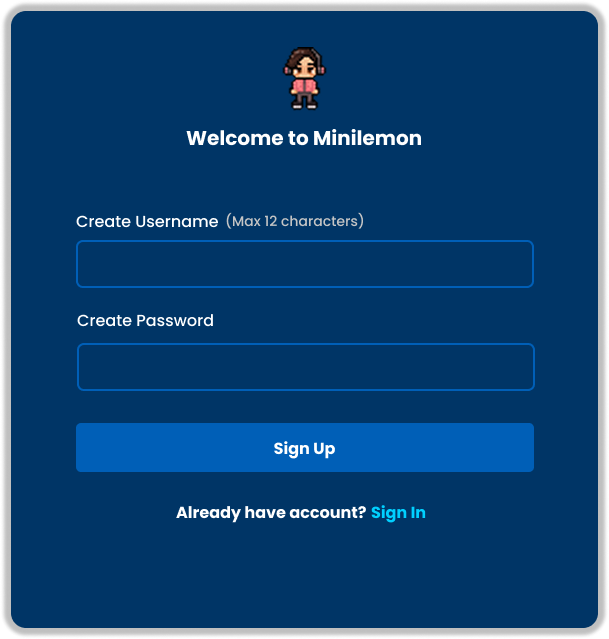 Welcome to Minilemon
Create Username (Max 12 characters)
Create Password
Sign Up
Already have account? Sign In